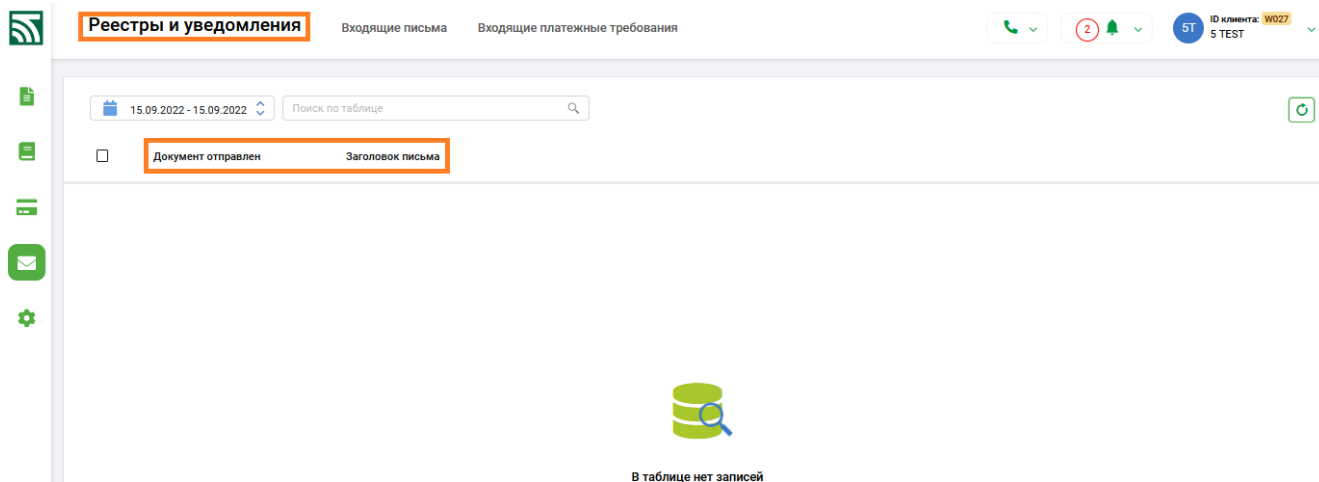 Реестры и уведомления Входящие письма Входящие платежные требования
2
5T
ID клиента: W027
5 TEST
15.09.2022 - 15.09.2022 Поиск по таблице
Документ отправлен Заголовок письма
В таблице нет записей